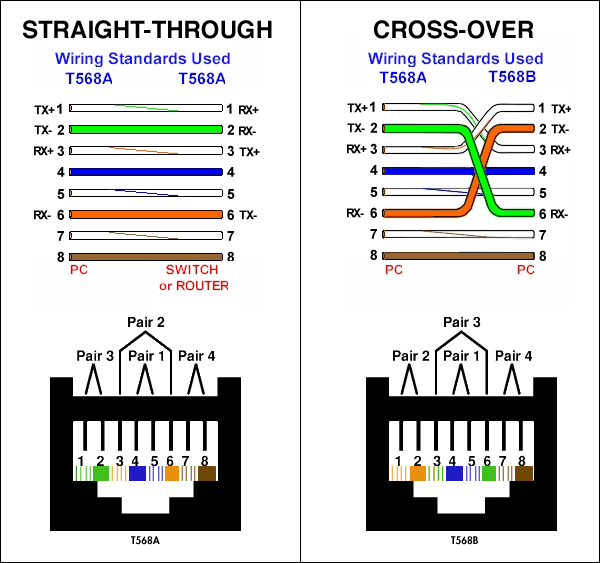 STRAIGHT-THROUGH
Wiring Standards Used
T568A T568A
TX+ 1 1 RX+
TX- 2 2 RX-
RX+ 3 3 TX+
4 4
5 5
RX- 6 6 TX-
7 7
8 8
PC SWITCH
or ROUTER
Pair 2
Pair 3 Pair 1 Pair 4
1 2 3 4 5 6 7 8
T568A
CROSS-OVER
Wiring Standards Used
T568A T568B
TX+ 1 1 TX+
TX- 2 2 TX-
RX+ 3 3 RX+
4 4
5 5
RX- 6 6 RX-
7 7
8 8
PC PC
Pair 3
Pair 2 Pair 1 Pair 4
1 2 3 4 5 6 7 8
T568B